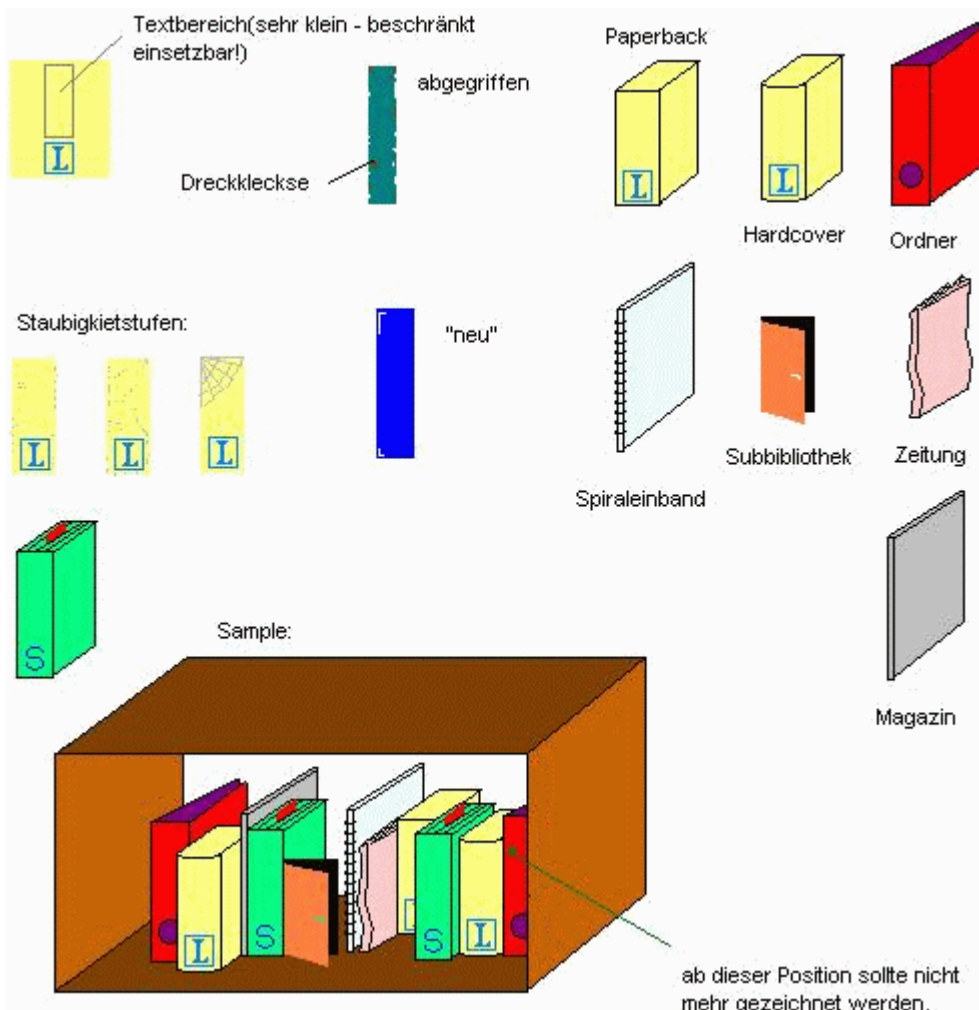 Textbereich(sehr klein - beschränkt
einsetzbar!)
Paperback
abgegriffen
L
Dreckkleckse
L
L
Hardcover
Ordner
Staubigkietstufen:
"neu"
L
L
L
Subbibliothek
Zeitung
Spiraleinband
S
Sample:
Magazin
L
S
L
S
L
ab dieser Position sollte nicht
mehr gezeichnet werden.